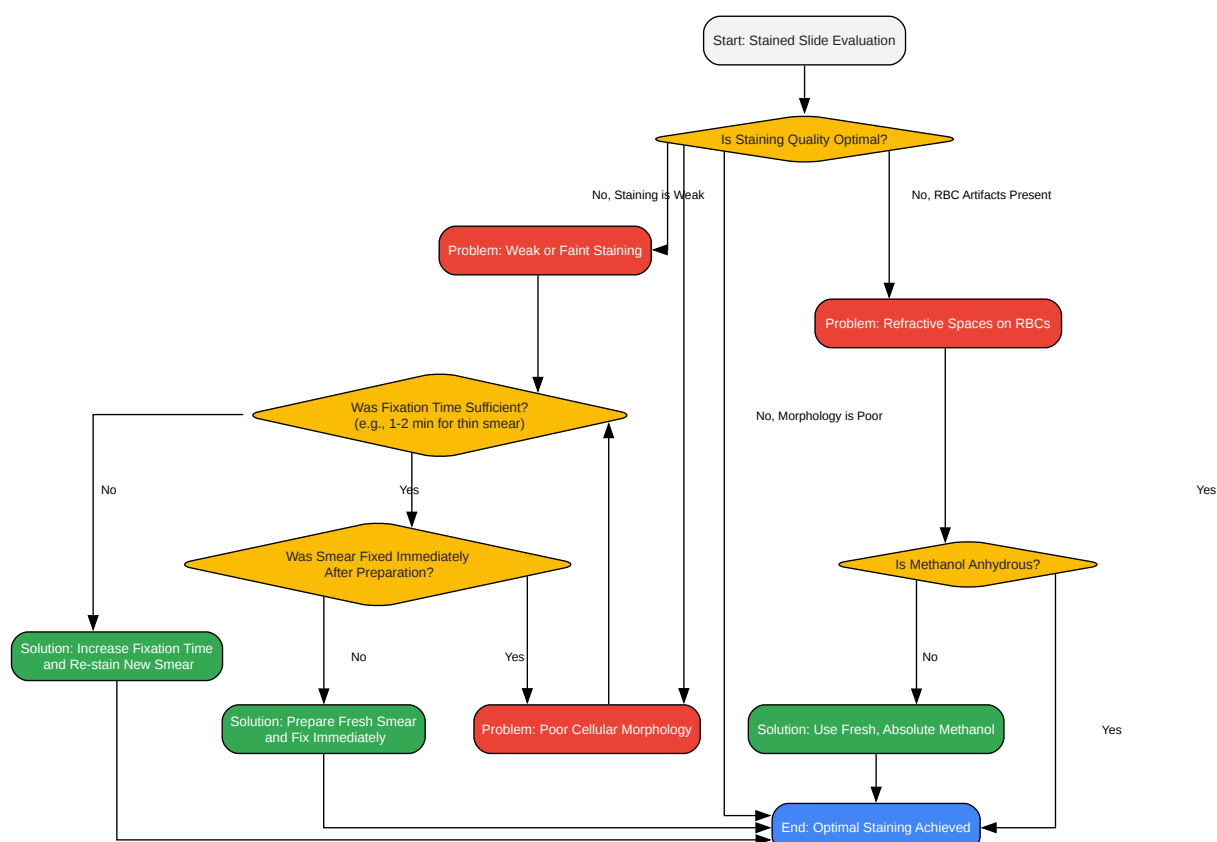 Start: Stained Slide Evaluation
Is Staining Quality Optimal?
No, Staining is Weak
No, RBC Artifacts Present
Problem: Weak or Faint Staining
Problem: Refractive Spaces on RBCs
Was Fixation Time Sufficient?
(e.g., 1-2 min for thin smear)
No, Morphology is Poor
No
Yes
Yes
Was Smear Fixed Immediately
After Preparation?
Is Methanol Anhydrous?
Solution: Increase Fixation Time
and Re-stain New Smear
No
Yes
No
Solution: Prepare Fresh Smear
and Fix Immediately
Problem: Poor Cellular Morphology
Solution: Use Fresh, Absolute Methanol
Yes
End: Optimal Staining Achieved